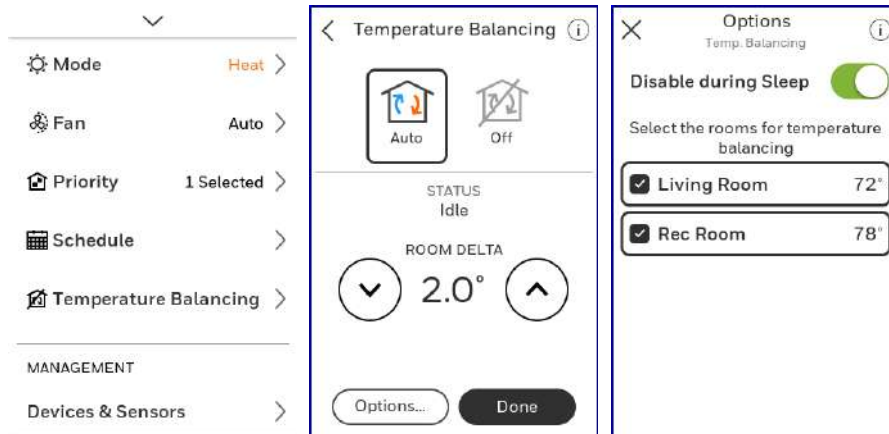 Mode Heat
Fan Auto
Priority 1 Selected
Schedule
Temperature Balancing
MANAGEMENT
Devices & Sensors
Temperature Balancing i
Auto Off
STATUS
Idle
ROOM DELTA
2.0°
Options... Done
Options i
Temp. Balancing
Disable during Sleep
Select the rooms for temperature
balancing
Living Room 72°
Rec Room 78°